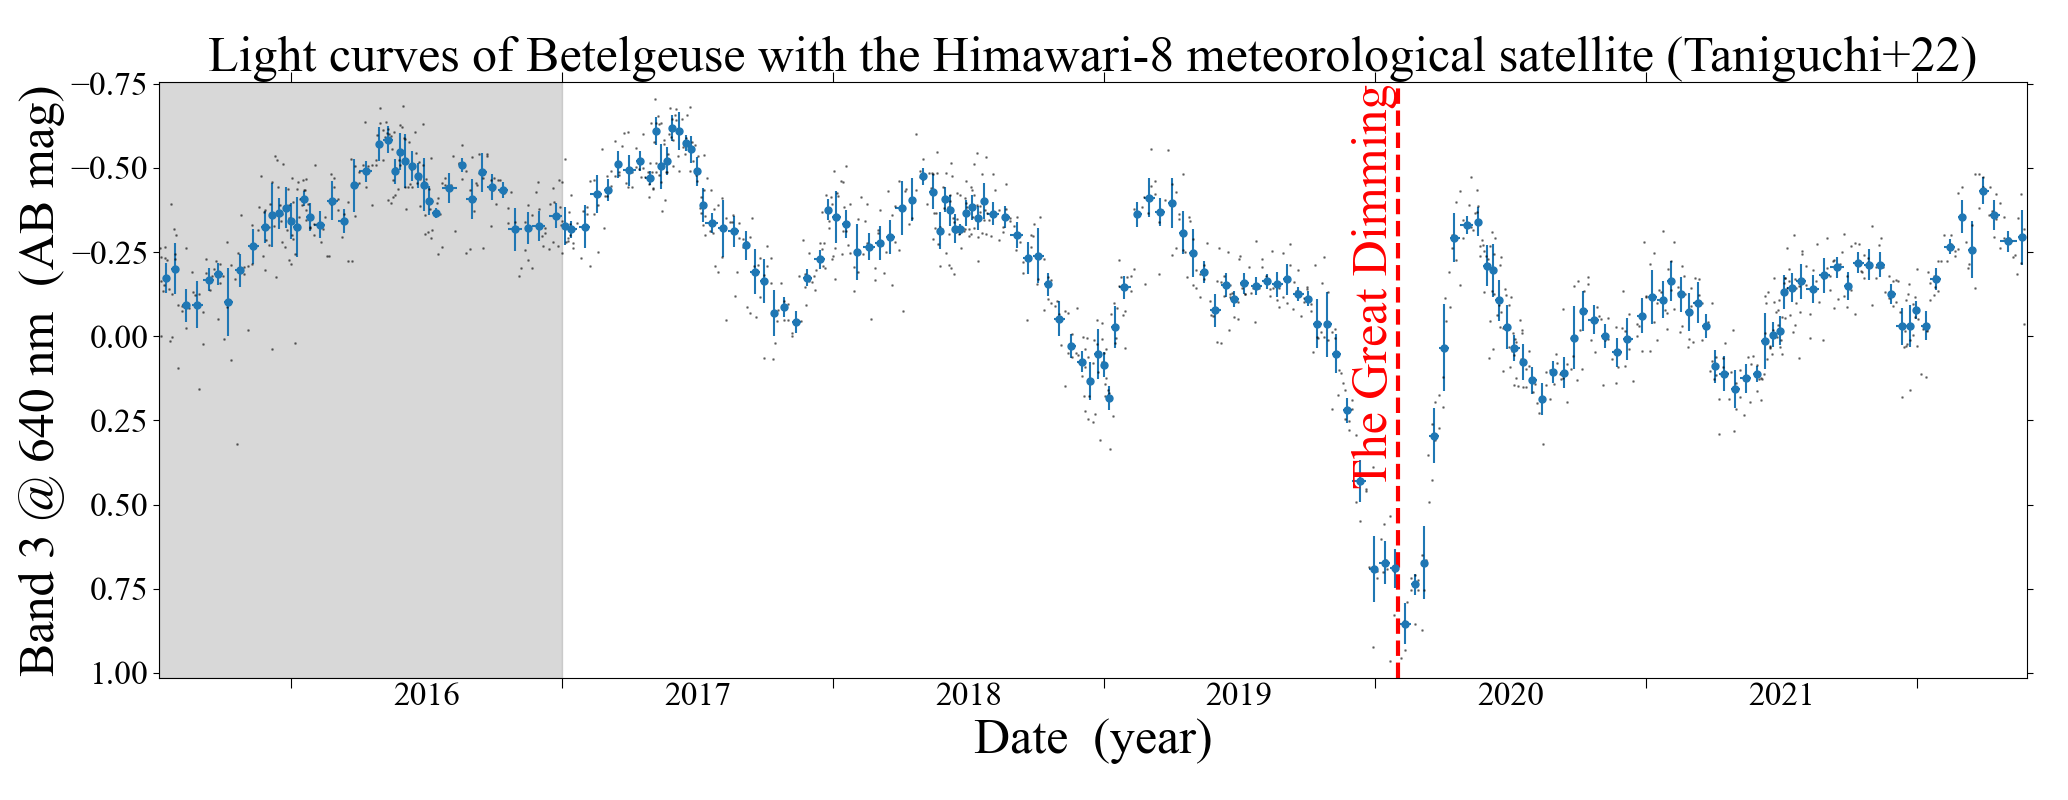 Light curves of Betelgeuse with the Himawari-8 meteorological satellite (Taniguchi+22)
Band 3 @ 640 nm (AB mag)
−0.75
−0.50
−0.25
0.00
0.25
0.50
0.75
1.00
The Great Dimming
2016 2017 2018 2019 2020 2021
Date (year)